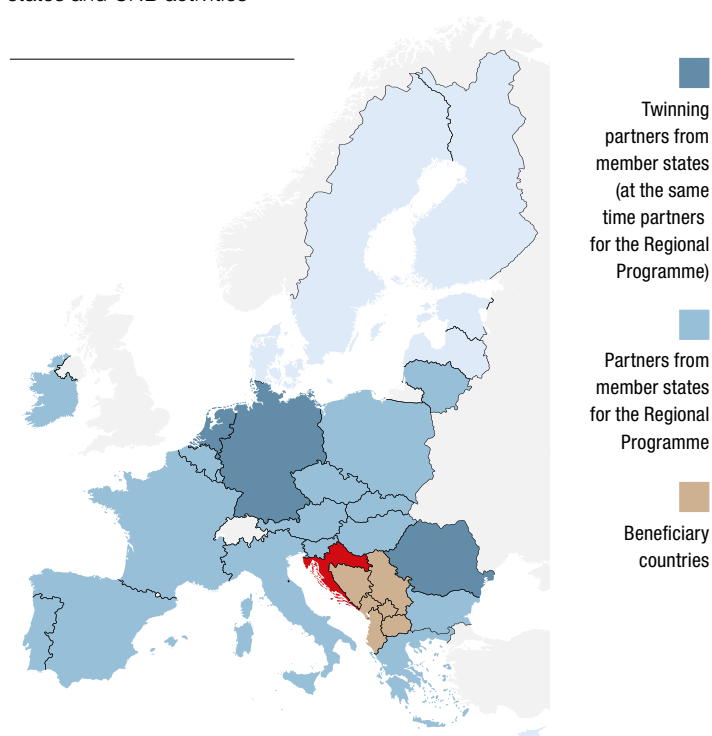 Twinning
partners from
member states
(at the same
time partners
for the Regional
Programme)
Partners from
member states
for the Regional
Programme
Beneficiary
countries